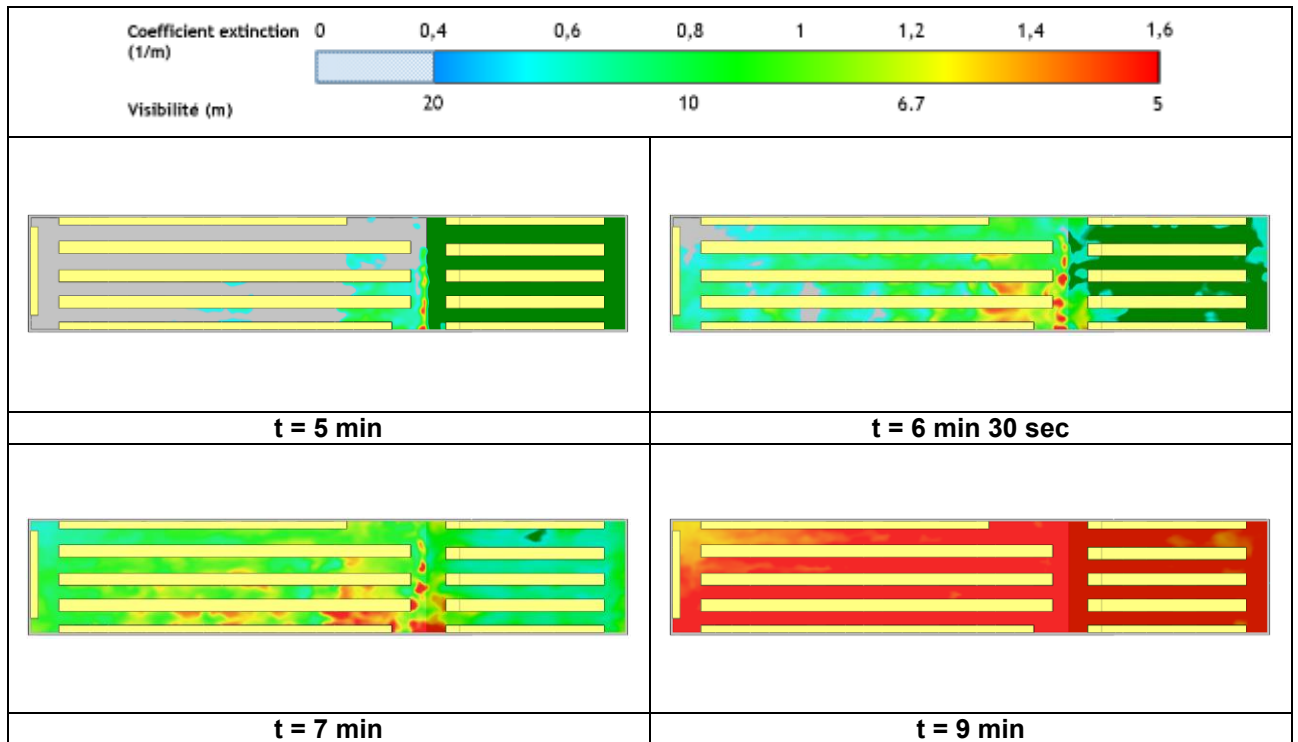 Coefficient extinction 0 0,4 0,6 0,8 1 1,2 1,4 1,6
(1/m)
Visibilité (m) 20 10 6.7 5
t = 5 min
t = 6 min 30 sec
t = 7 min
t = 9 min